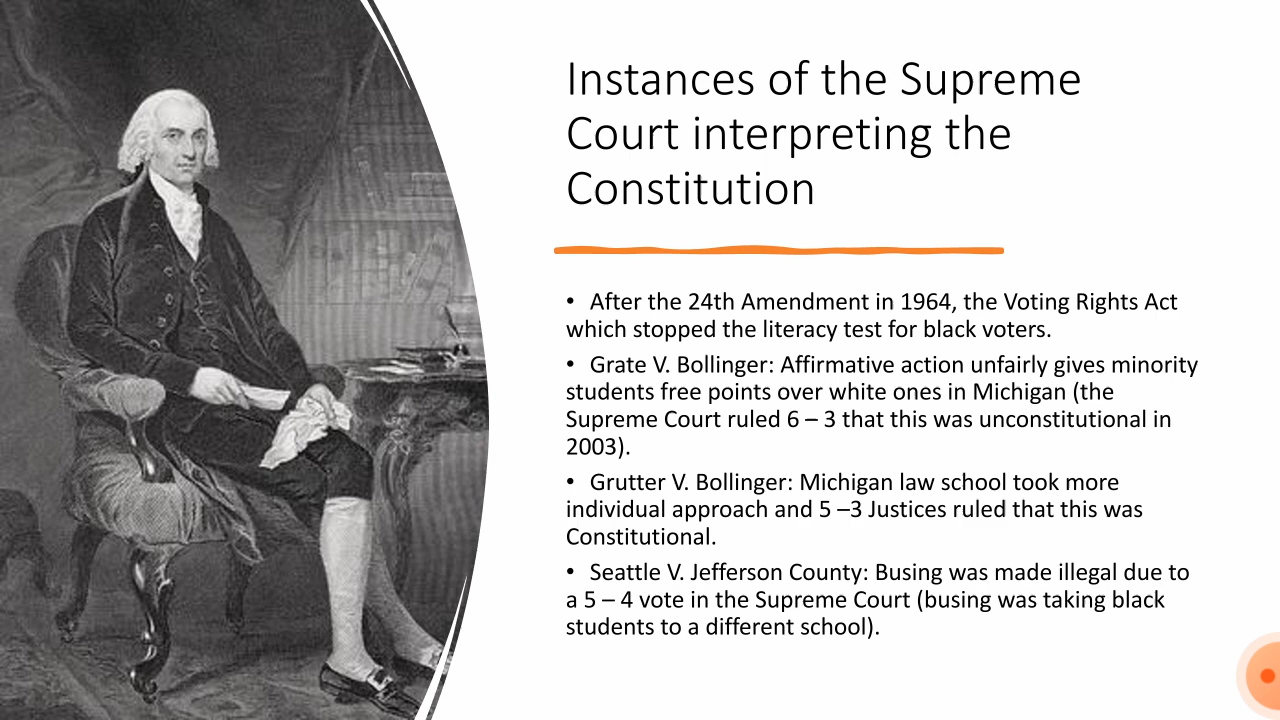 Instances of the Supreme
Court interpreting the
Constitution
• After the 24th Amendment in 1964, the Voting Rights Act
which stopped the literacy test for black voters.
• Grate V. Bollinger: Affirmative action unfairly gives minority
students free points over white ones in Michigan (the
Supreme Court ruled 6 – 3 that this was unconstitutional in
2003).
• Grutter V. Bollinger: Michigan law school took more
individual approach and 5 –3 Justices ruled that this was
Constitutional.
• Seattle V. Jefferson County: Busing was made illegal due to
a 5 – 4 vote in the Supreme Court (busing was taking black
students to a different school).